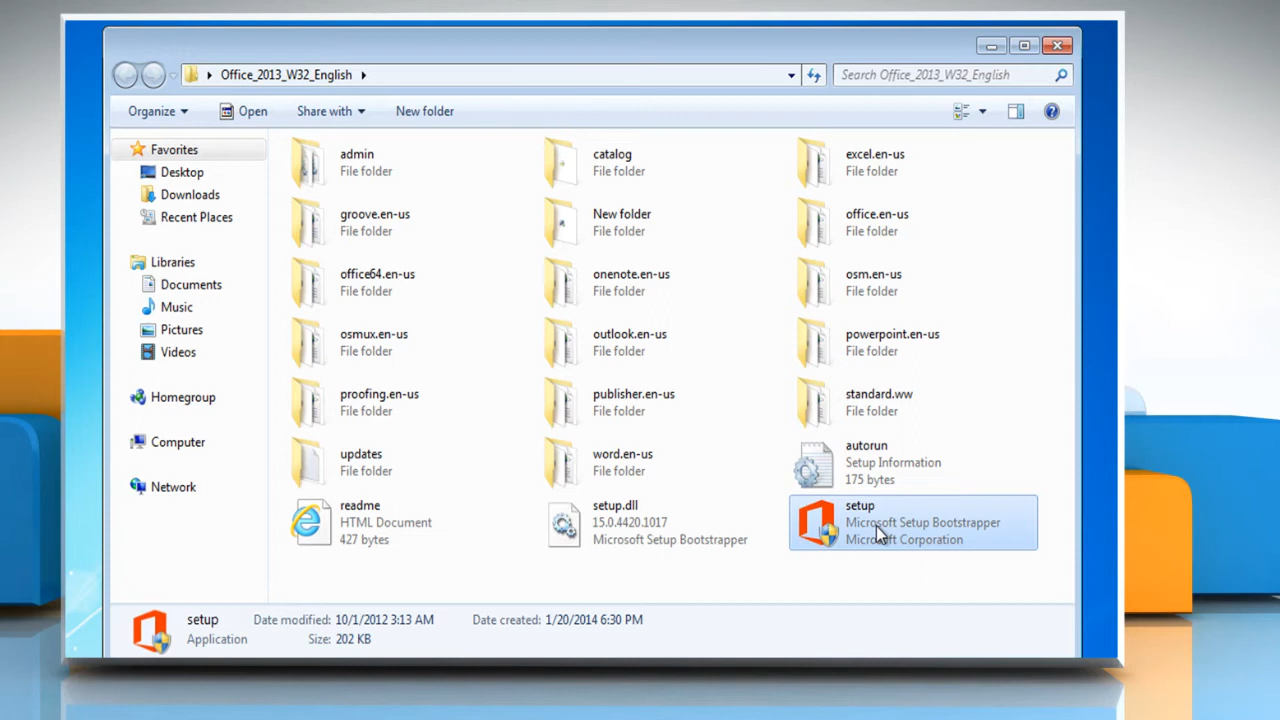 Office_2013_W32_English
Search Office_2013_W32_English
Organize
Open
Share with
New folder
Favorites
Desktop
Downloads
Recent Places
Libraries
Documents
Music
Pictures
Videos
Homegroup
Computer
Network
admin
File folder
catalog
File folder
excel.en-us
File folder
groove.en-us
File folder
New folder
File folder
office.en-us
File folder
office64.en-us
File folder
onenote.en-us
File folder
osm.en-us
File folder
osmux.en-us
File folder
outlook.en-us
File folder
powerpoint.en-us
File folder
proofing.en-us
File folder
publisher.en-us
File folder
standard.ww
File folder
updates
File folder
word.en-us
File folder
autorun
Setup Information
175 bytes
readme
HTML Document
427 bytes
setup.dll
15.0.4420.1017
Microsoft Setup Bootstrapper
setup
Microsoft Setup Bootstrapper
Microsoft Corporation
setup
Application
Date modified: 10/1/2012 3:13 AM
Size: 202 KB
Date created: 1/20/2014 6:30 PM